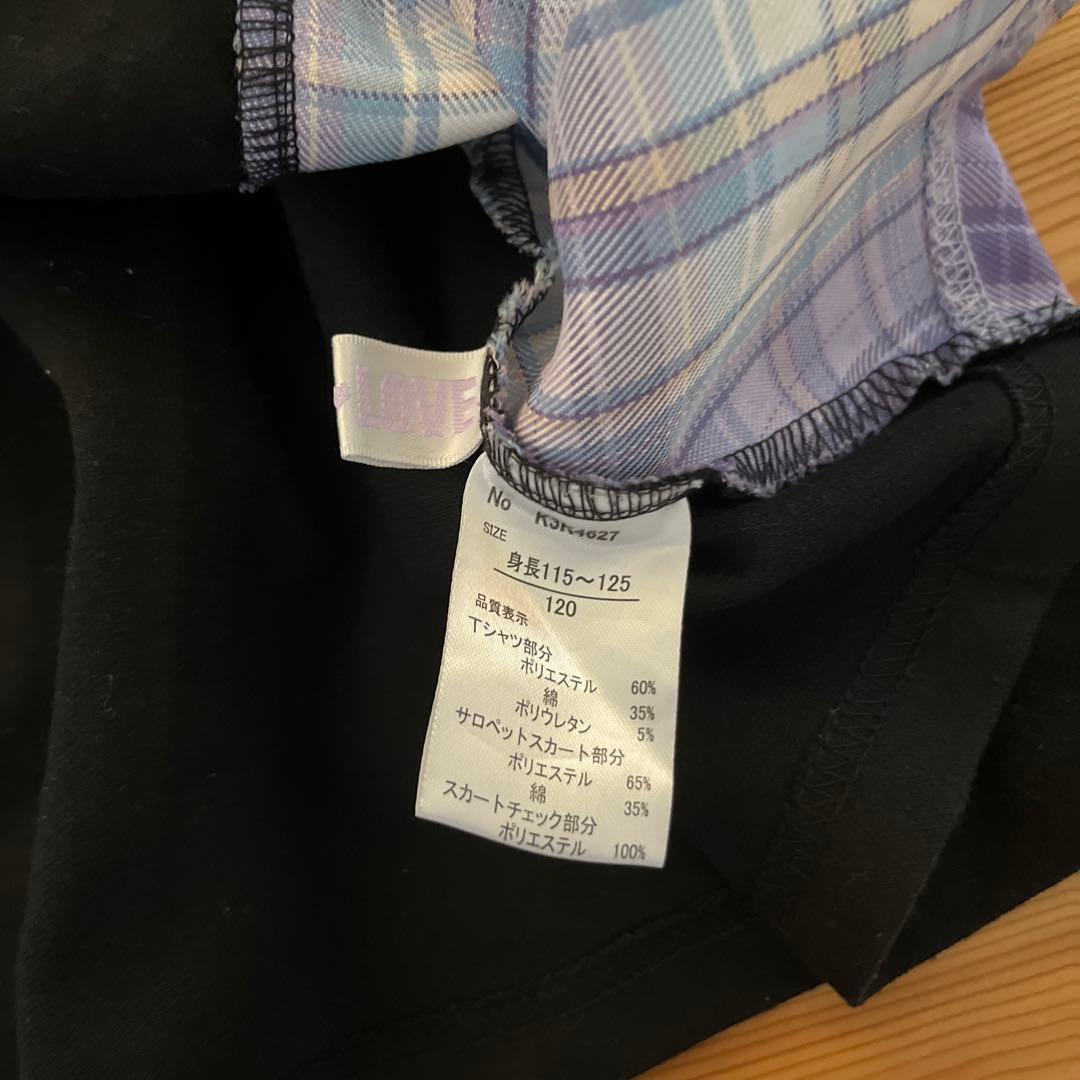 LOVE
No
SIZE
身長115～125
120
品質表示
Tシャツ部分
ポリエステル 60%
綿 35%
ポリウレタン 5%
サロペットスカート部分
ポリエステル 65%
綿 35%
スカートチェック部分
ポリエステル 100%